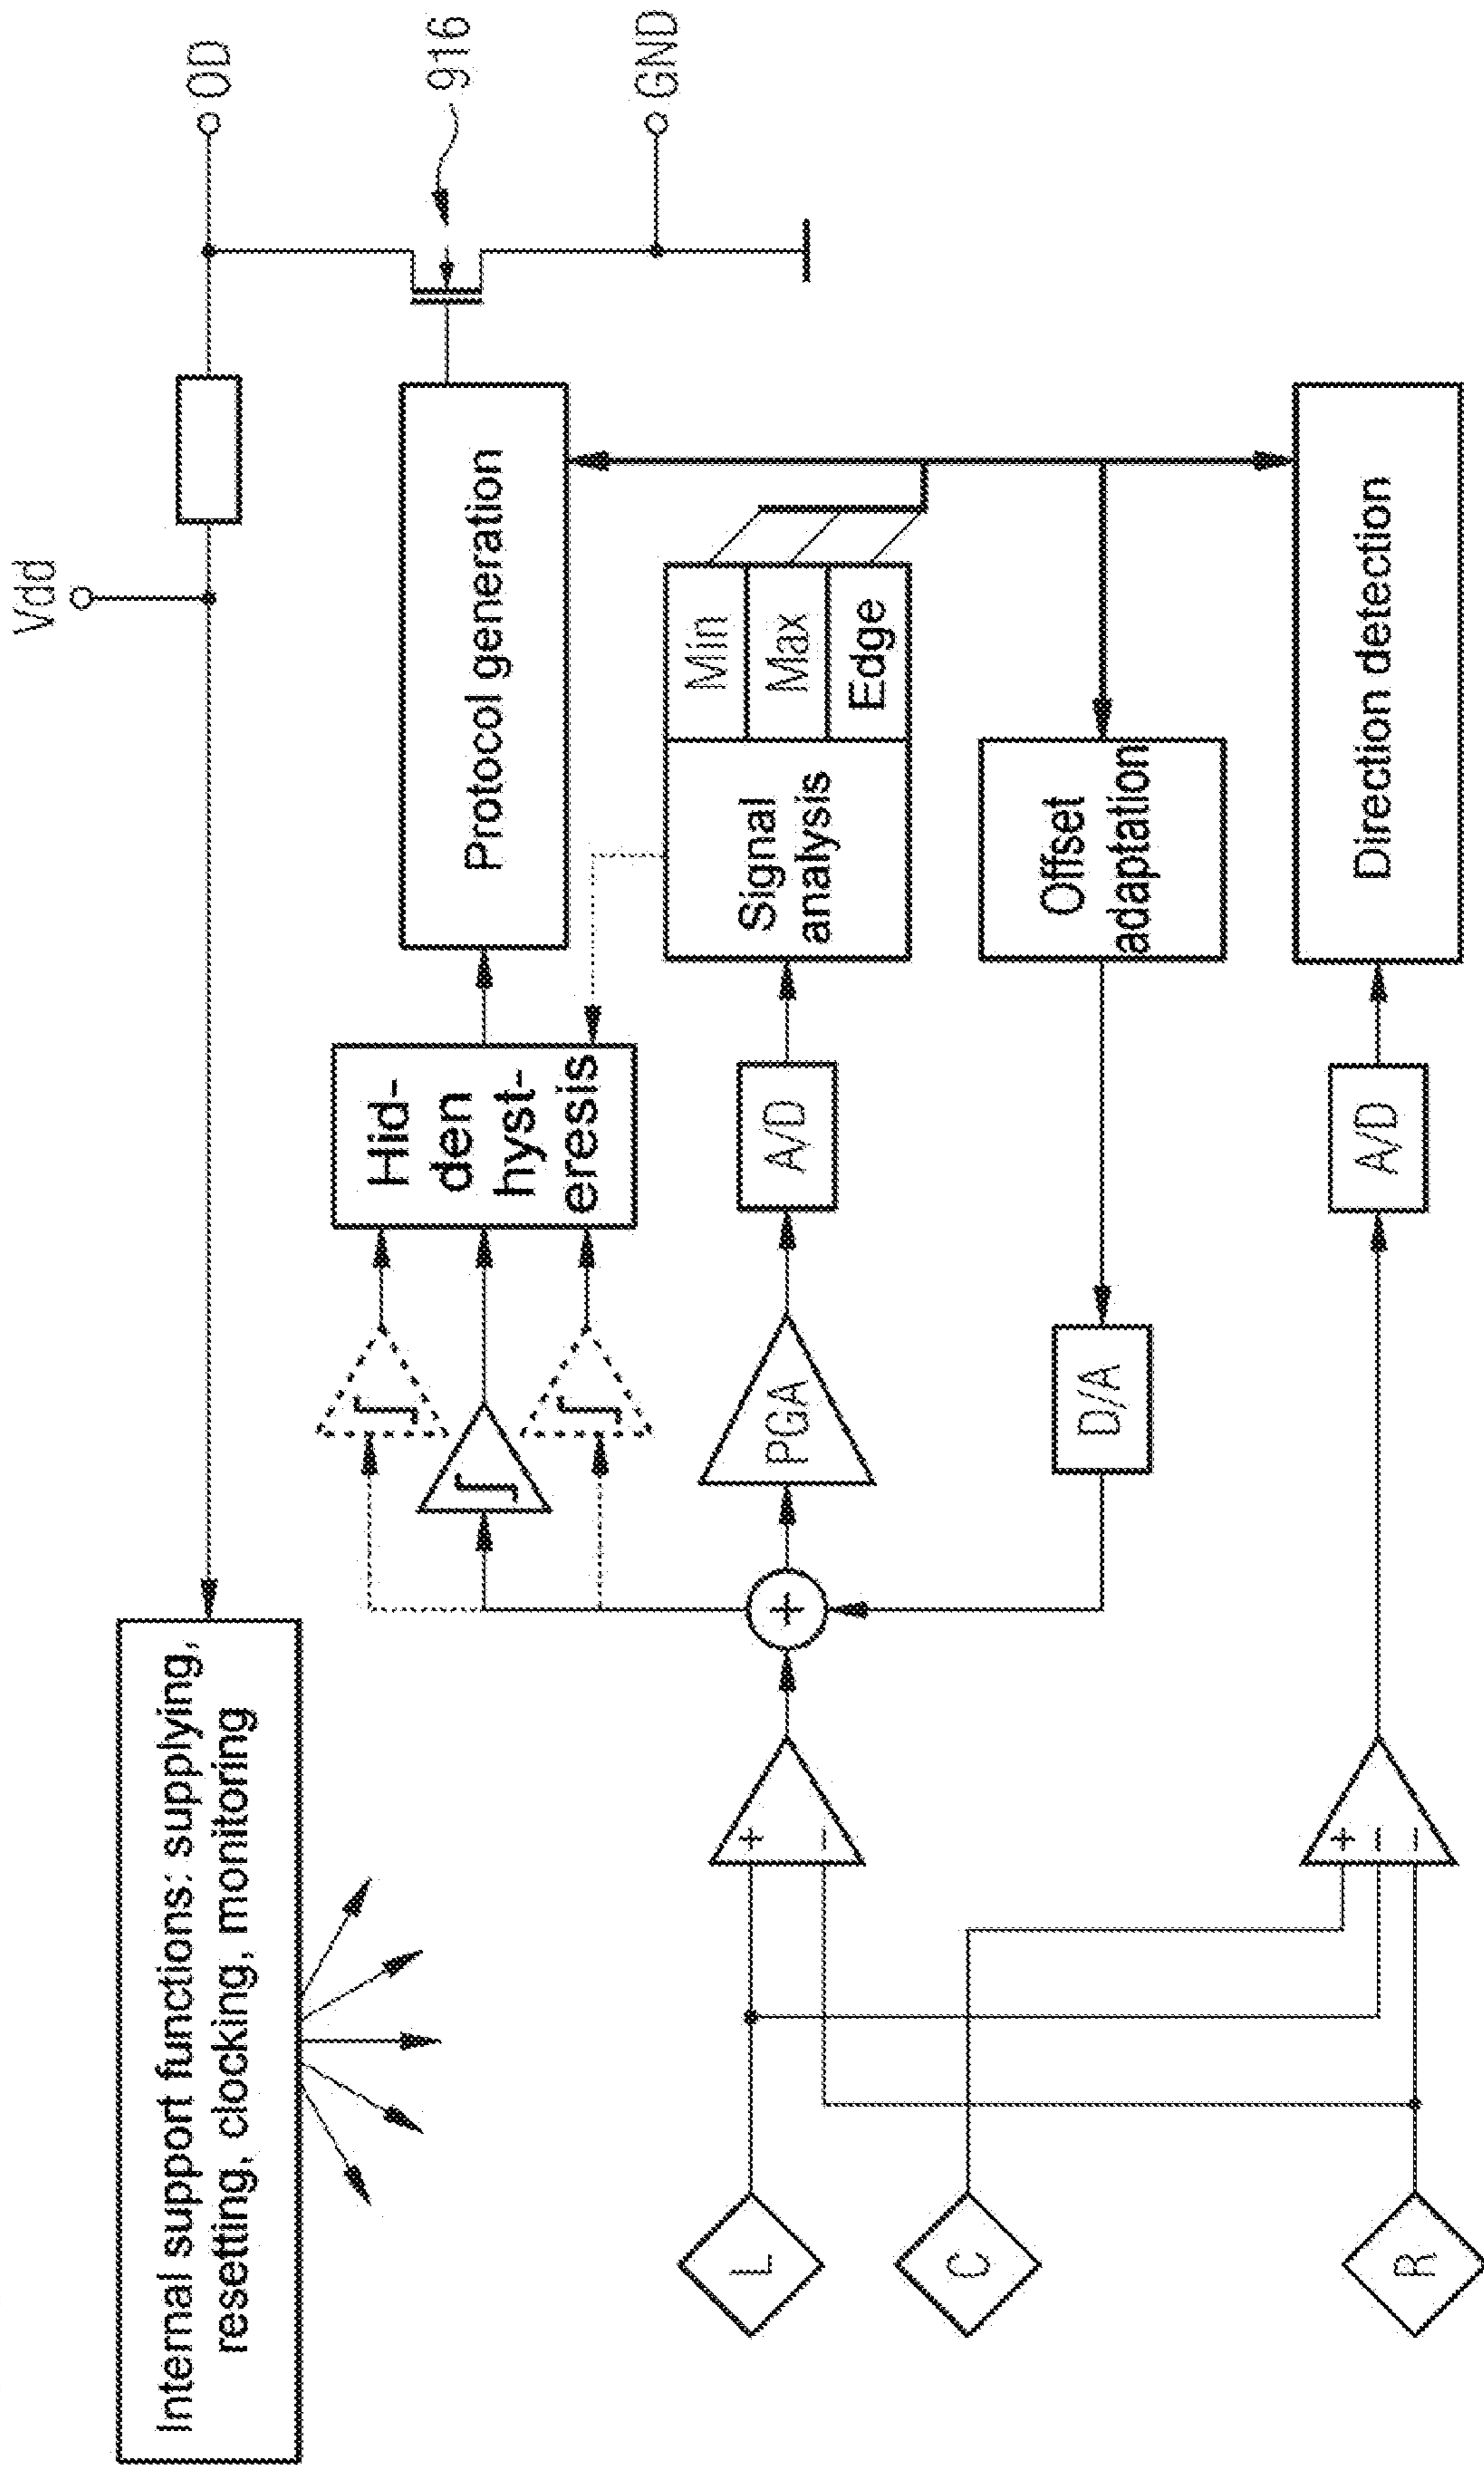 Vdd
OD
916
GND
Internal support functions: supplying,
resetting, clocking, monitoring
Hid-
den
hyst-
eresis
Protocol generation
L
+
-
+
PGA
A/D
Signal
analysis
Min
Max
Edge
C
D/A
Offset
adaptation
R
+
-
-
A/D
Direction detection
∫
∫
∫